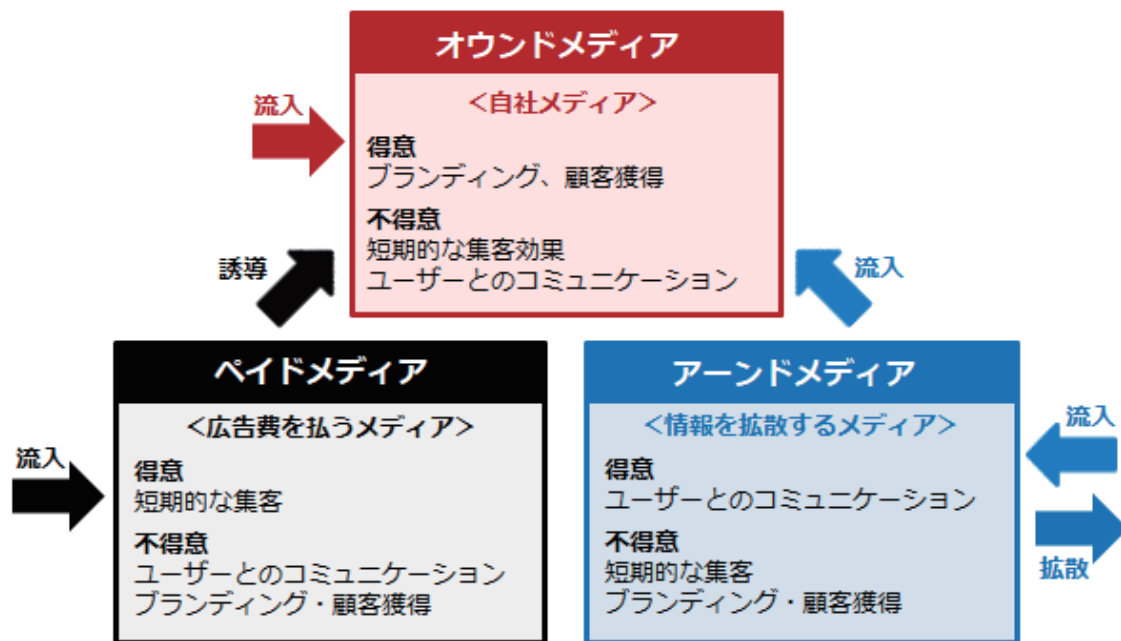 オウンドメディア
＜自社メディア＞
流入
得意
ブランディング、顧客獲得
不得意
短期的な集客効果
ユーザーとのコミュニケーション
誘導
流入
ペイドメディア
＜広告費を払うメディア＞
流入
得意
短期的な集客
不得意
ユーザーとのコミュニケーション
ブランディング・顧客獲得
アーンドメディア
＜情報を拡散するメディア＞
流入
得意
ユーザーとのコミュニケーション
不得意
短期的な集客
ブランディング・顧客獲得
拡散